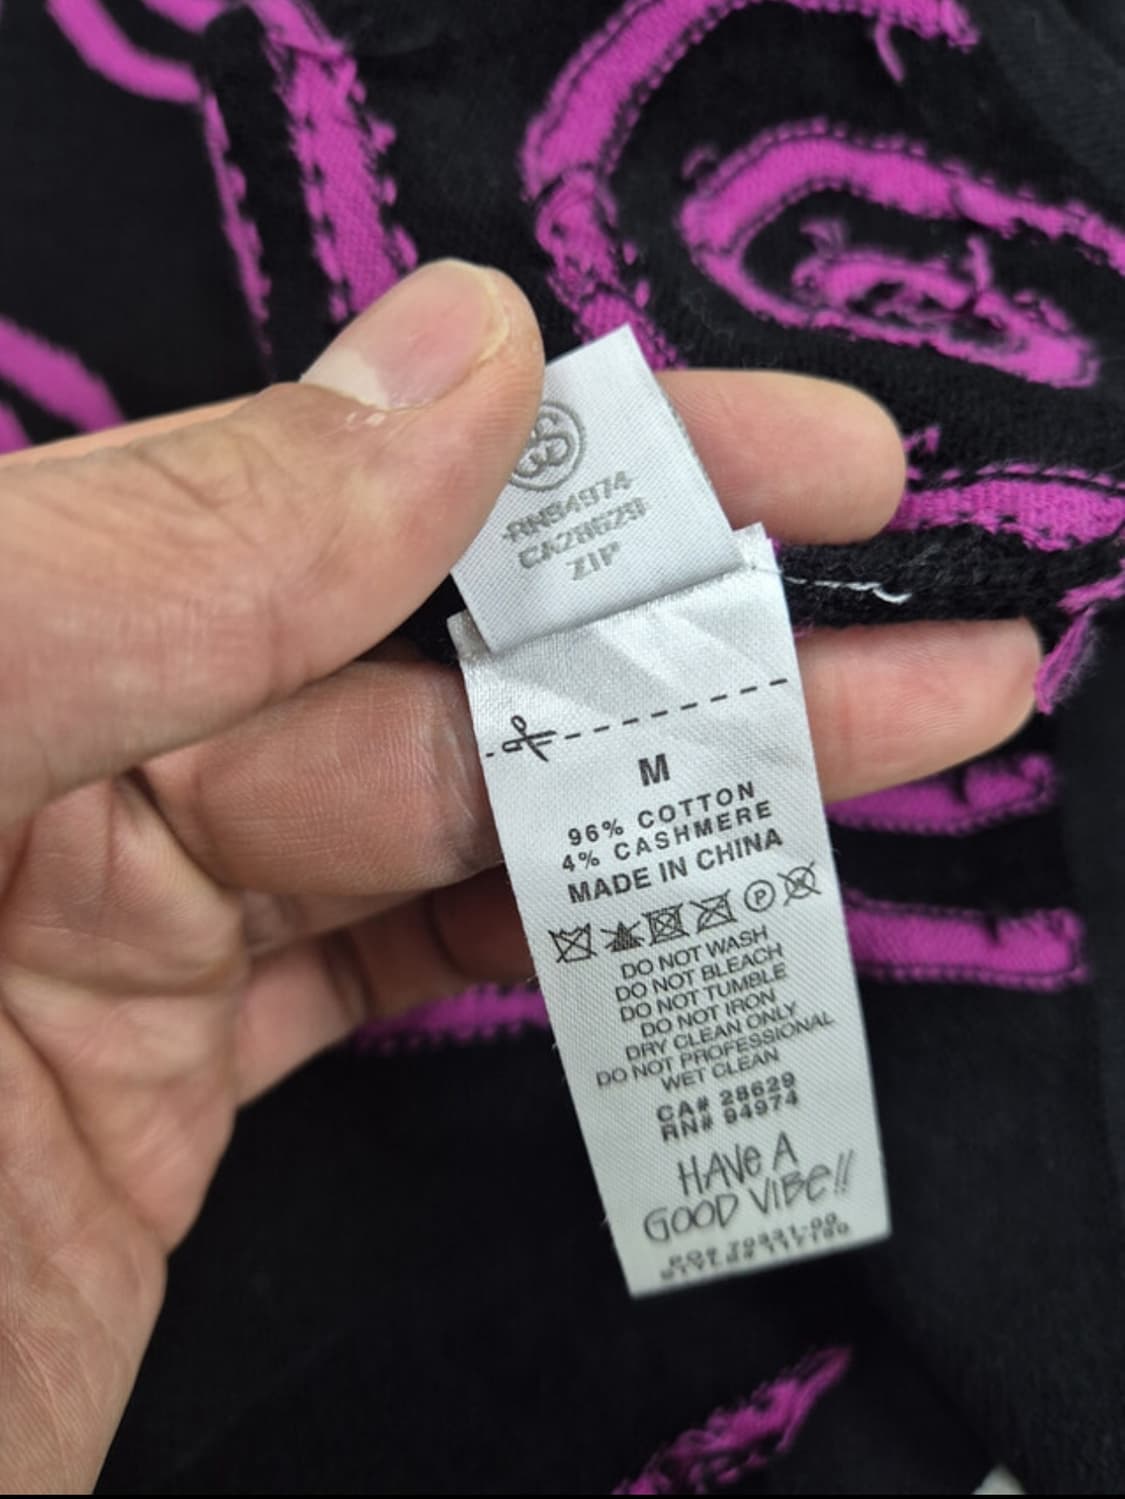 RN94974
CA28629
ZIP
M
96% COTTON
4% CASHMERE
MADE IN CHINA
P
W
DO NOT WASH
DO NOT BLEACH
DO NOT TUMBLE
DO NOT IRON
DRY CLEAN ONLY
DO NOT PROFESSIONAL
WET CLEAN
CA# 28629
RN# 94974
HAVE A
GOOD VIBE!!